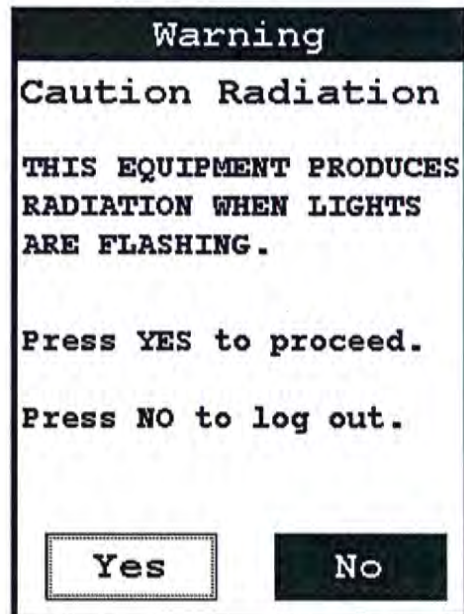 Warning
Caution Radiation
THIS EQUIPMENT PRODUCES
RADIATION WHEN LIGHTS
ARE FLASHING.
Press YES to proceed.
Press NO to log out.
Yes No